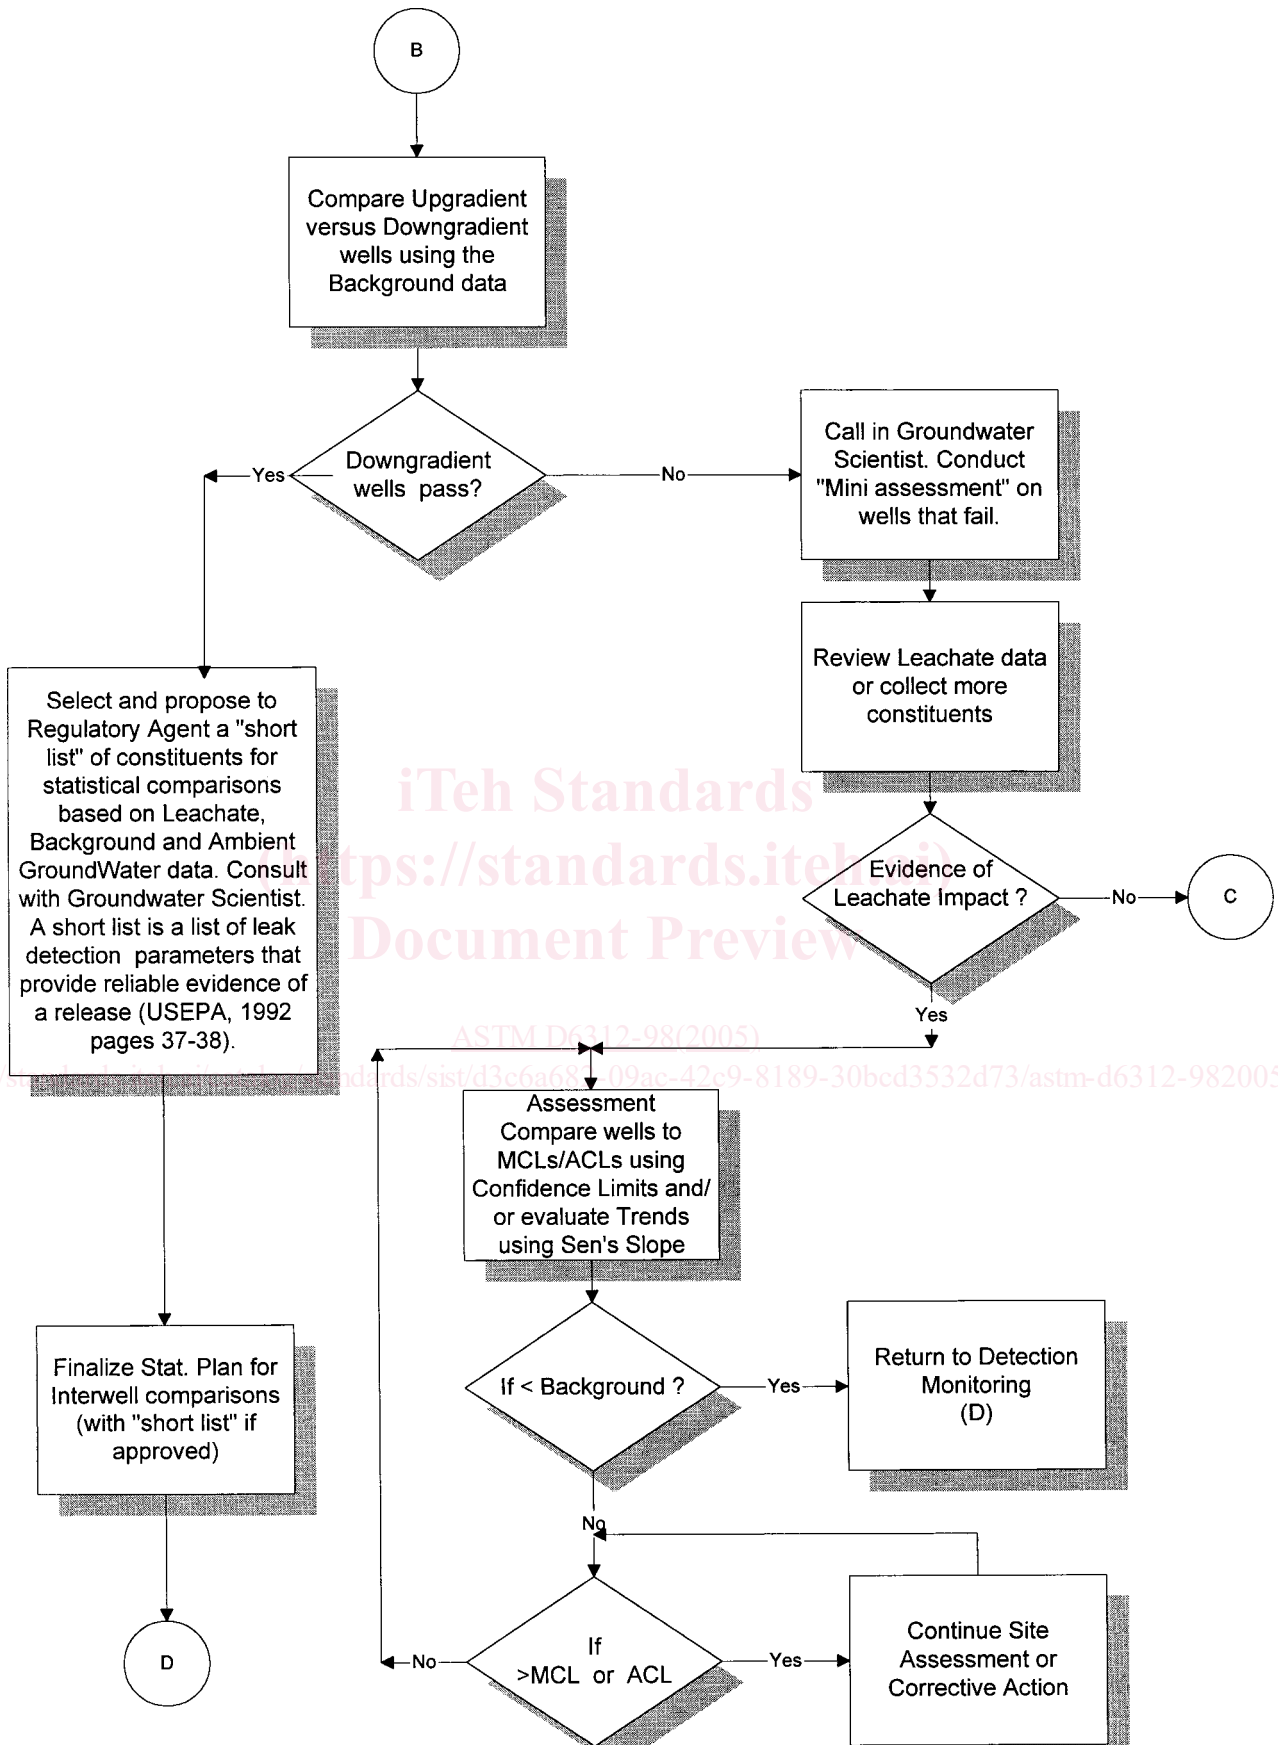 B
Compare Upgradient
versus Downgradient
wells using the
Background data
Downgradient
wells pass?
Yes
No
Call in Groundwater
Scientist. Conduct
"Mini assessment" on
wells that fail.
Review Leachate data
or collect more
constituents
Evidence of
Leachate Impact ?
No
C
Yes
Select and propose to
Regulatory Agent a "short
list" of constituents for
statistical comparisons
based on Leachate,
Background and Ambient
GroundWater data. Consult
with Groundwater Scientist.
A short list is a list of leak
detection parameters that
provide reliable evidence of
a release (USEPA, 1992
pages 37-38).
iTeh Standards
(https://standards.iteh.ai)
Document Preview
ASTM D6312-98(2005)
Assessment
Compare wells to
MCLs/ACLs using
Confidence Limits and/
or evaluate Trends
using Sen's Slope
Finalize Stat. Plan for
Interwell comparisons
(with "short list" if
approved)
D
If < Background ?
Yes
Return to Detection
Monitoring
(D)
No
If
>MCL or ACL
No
Yes
Continue Site
Assessment or
Corrective Action